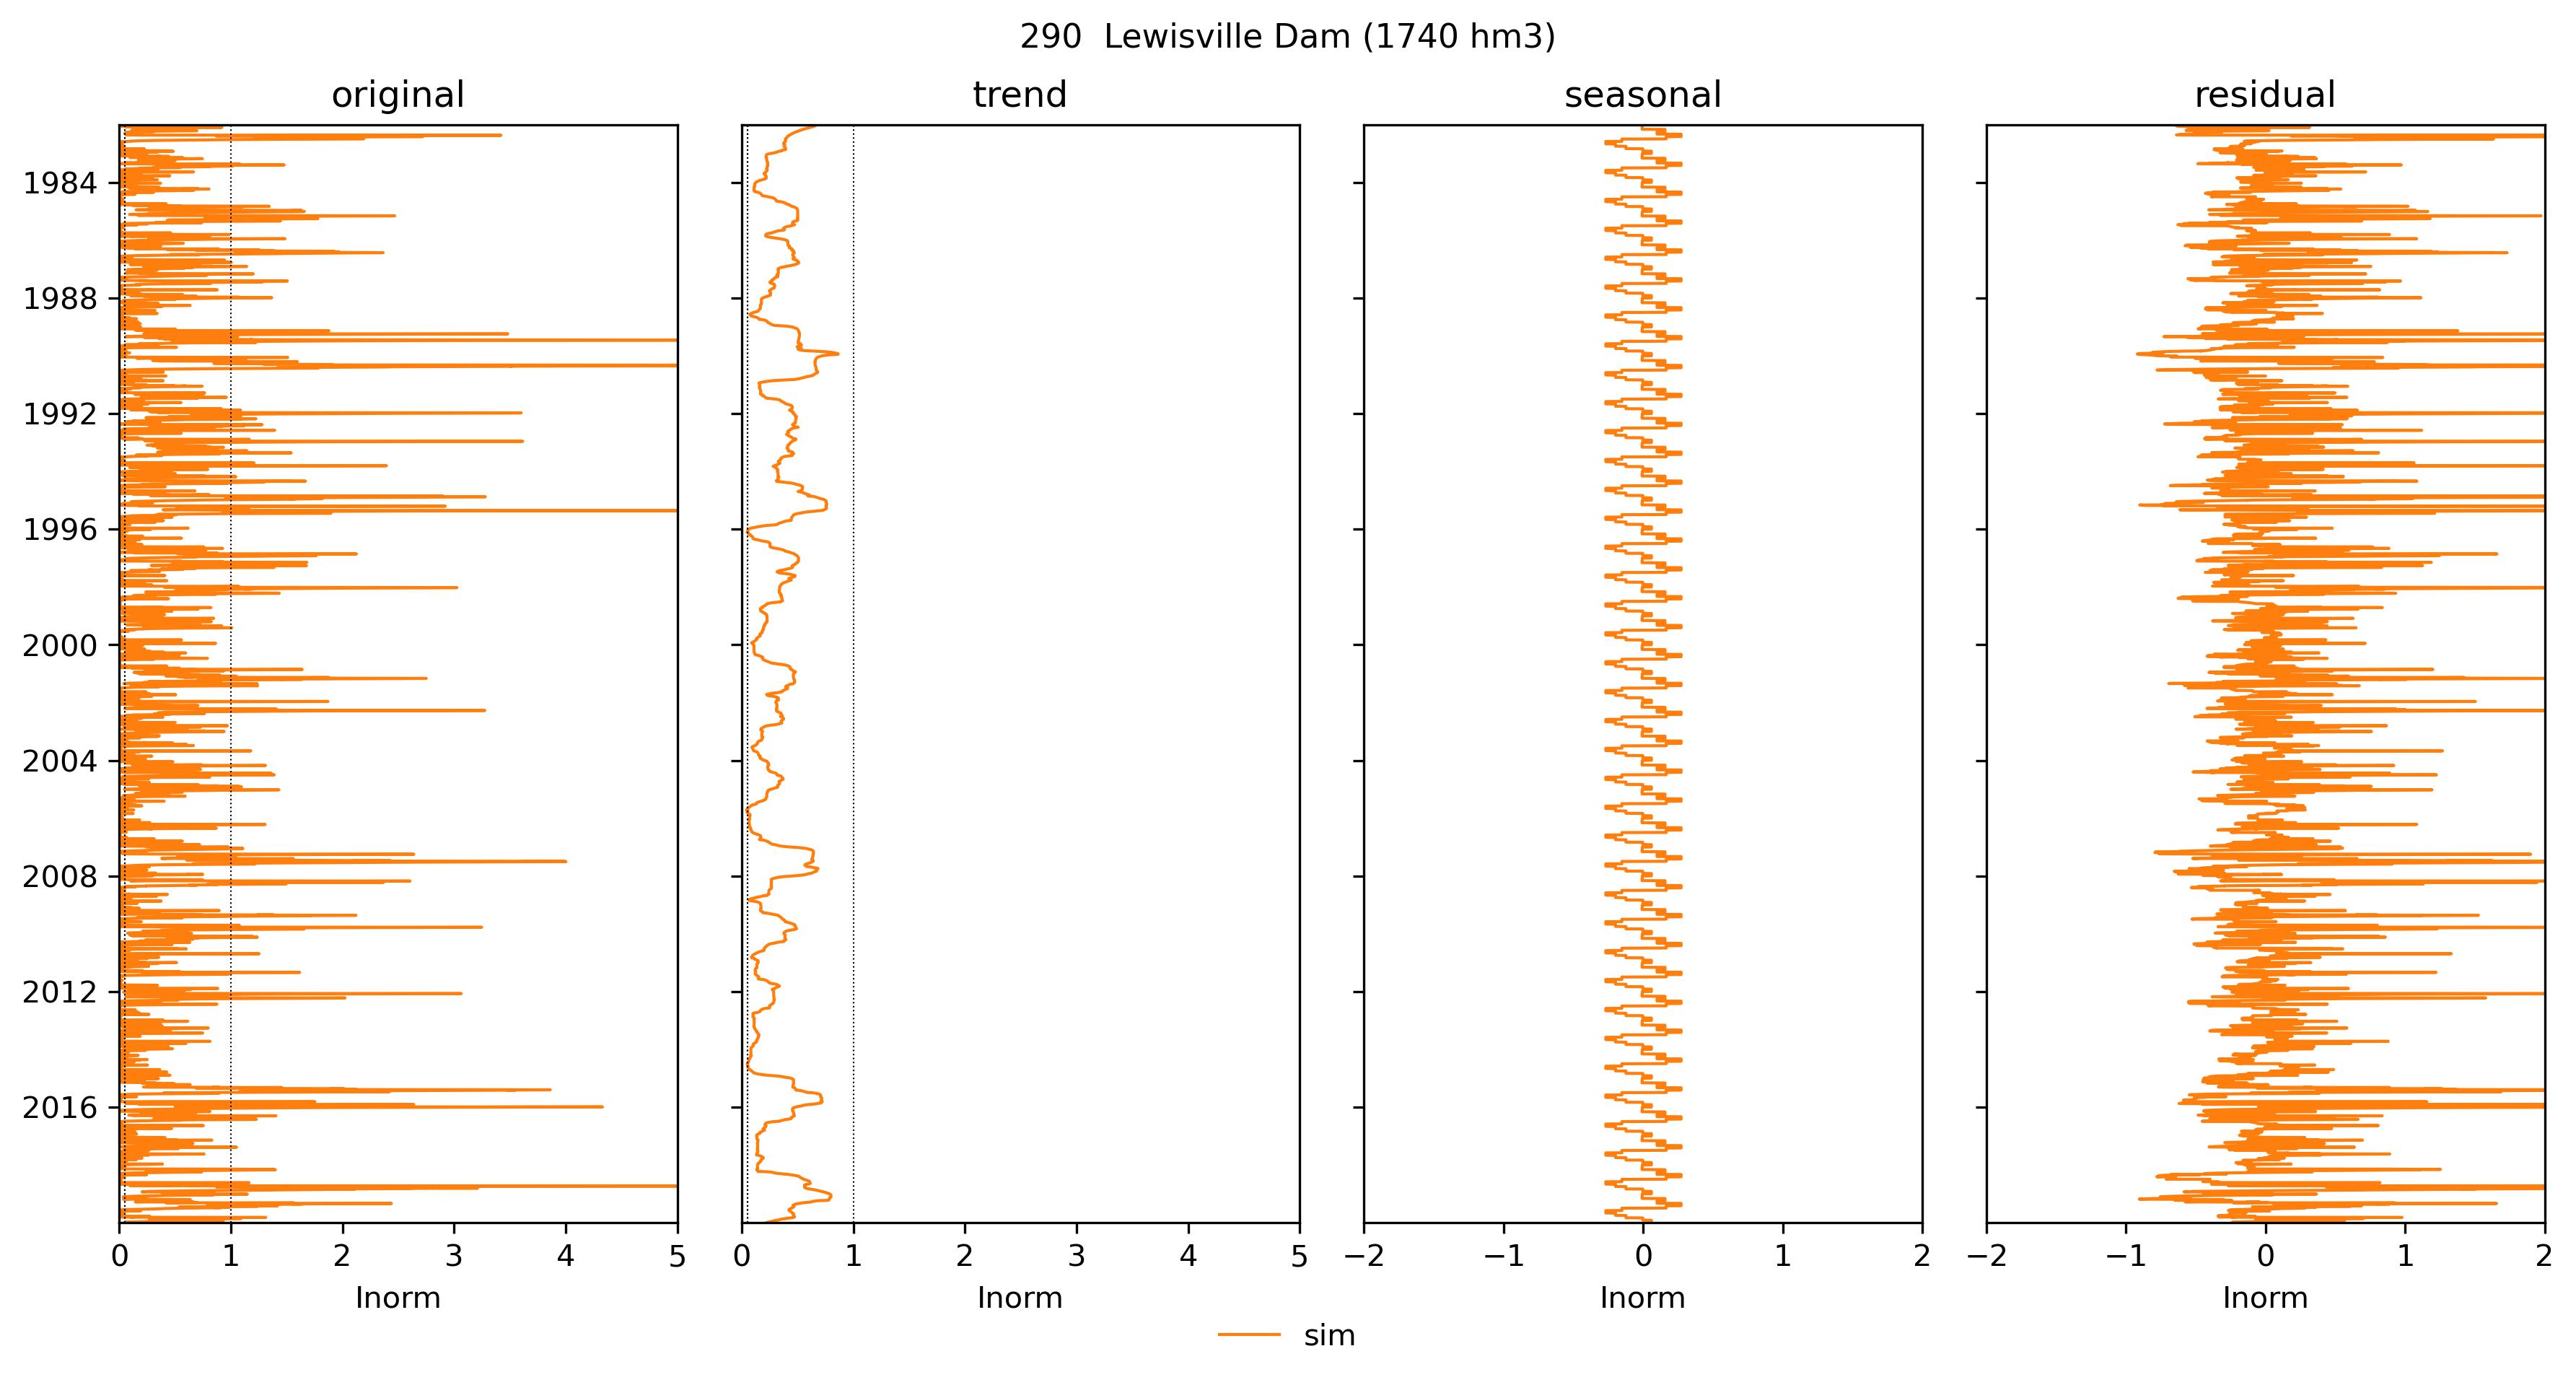 290  Lewisville Dam (1740 hm3)
original trend seasonal residual
1984
1988
1992
1996
2000
2004
2008
2012
2016
0 1 2 3 4 5 0 1 2 3 4 5 −2 −1 0 1 2 −2 −1 0 1 2
Inorm Inorm Inorm Inorm
sim